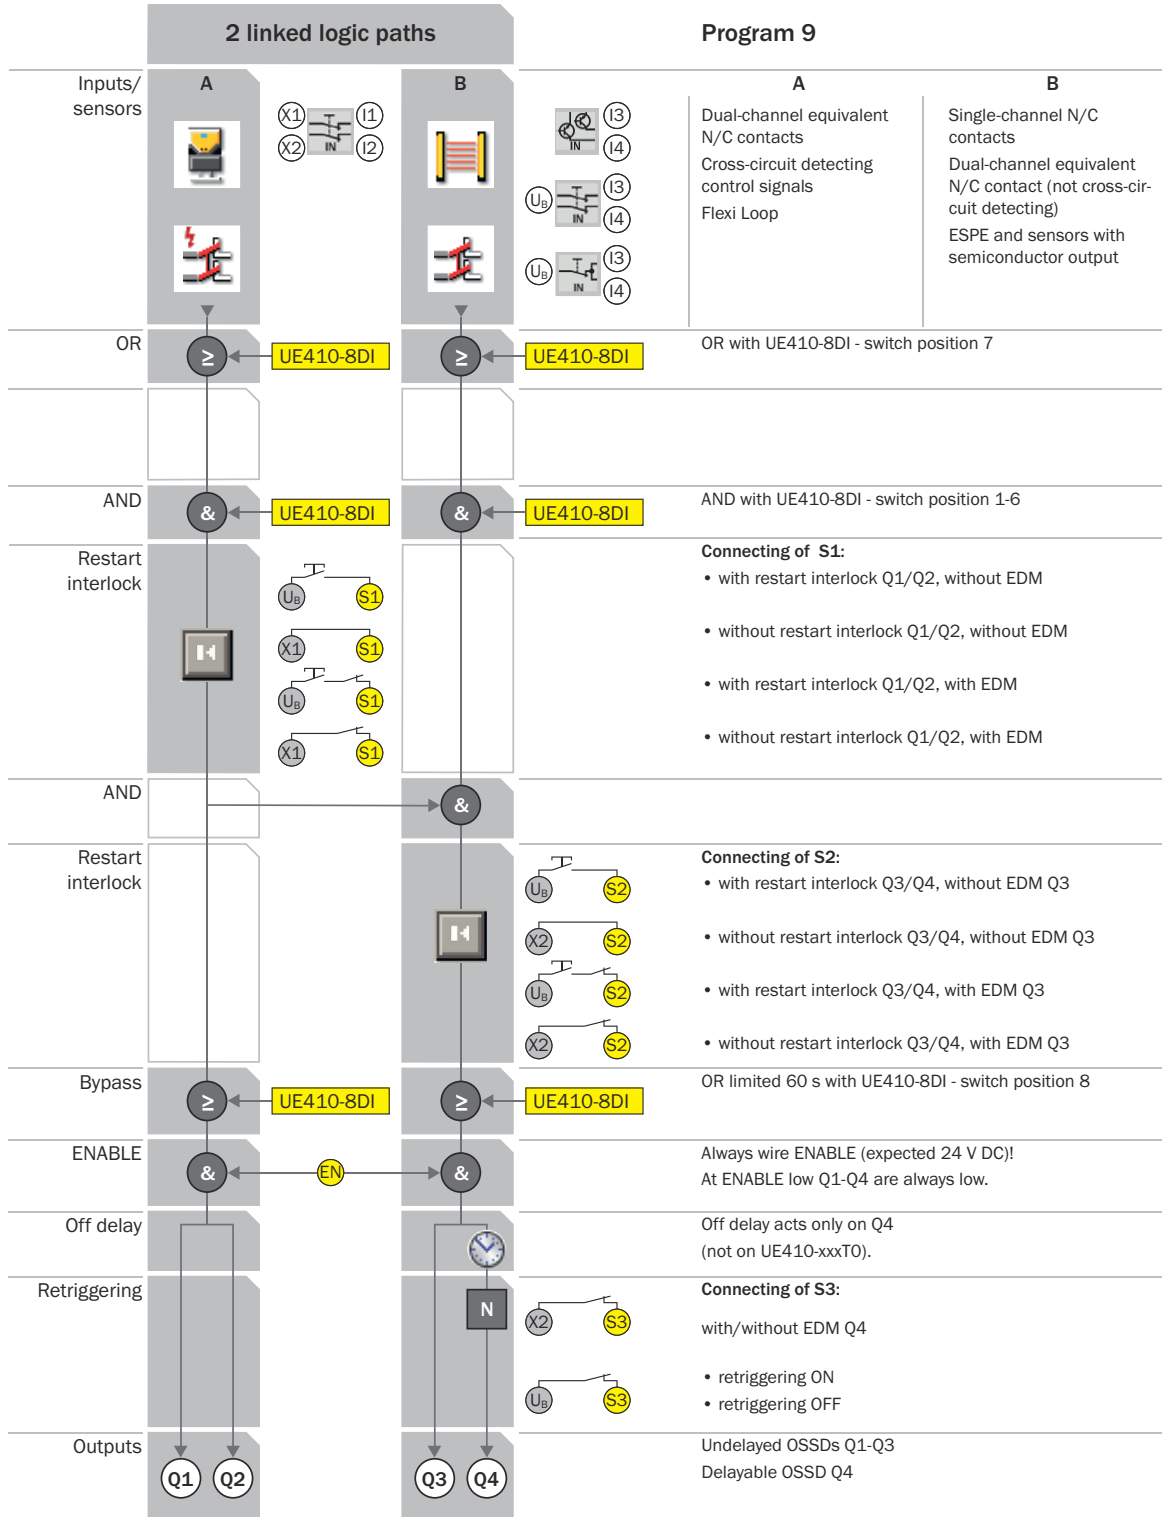 2 linked logic paths
Program 9
Inputs/
sensors
A
B
A
B
X1
I1
X2
I2
IN
I3
I4
IN
UB
I3
I4
IN
UB
I3
I4
IN
Dual-channel equivalent
N/C contacts
Cross-circuit detecting
control signals
Flexi Loop
Single-channel N/C
contacts
Dual-channel equivalent
N/C contact (not cross-cir-
cuit detecting)
ESPE and sensors with
semiconductor output
OR
≥
UE410-8DI
≥
UE410-8DI
OR with UE410-8DI - switch position 7
AND
&
UE410-8DI
&
UE410-8DI
AND with UE410-8DI - switch position 1-6
Restart
interlock
UB
S1
X1
S1
UB
S1
X1
S1
Connecting of S1:
• with restart interlock Q1/Q2, without EDM
• without restart interlock Q1/Q2, without EDM
• with restart interlock Q1/Q2, with EDM
• without restart interlock Q1/Q2, with EDM
AND
&
Restart
interlock
UB
S2
X2
S2
UB
S2
X2
S2
Connecting of S2:
• with restart interlock Q3/Q4, without EDM Q3
• without restart interlock Q3/Q4, without EDM Q3
• with restart interlock Q3/Q4, with EDM Q3
• without restart interlock Q3/Q4, with EDM Q3
Bypass
≥
UE410-8DI
≥
UE410-8DI
OR limited 60 s with UE410-8DI - switch position 8
ENABLE
&
EN
&
Always wire ENABLE (expected 24 V DC)!
At ENABLE low Q1-Q4 are always low.
Off delay
Off delay acts only on Q4
(not on UE410-xxxT0).
Retriggering
N
X2
S3
UB
S3
Connecting of S3:
with/without EDM Q4
• retriggering ON
• retriggering OFF
Outputs
Q1
Q2
Q3
Q4
Undelayed OSSDs Q1-Q3
Delayable OSSD Q4